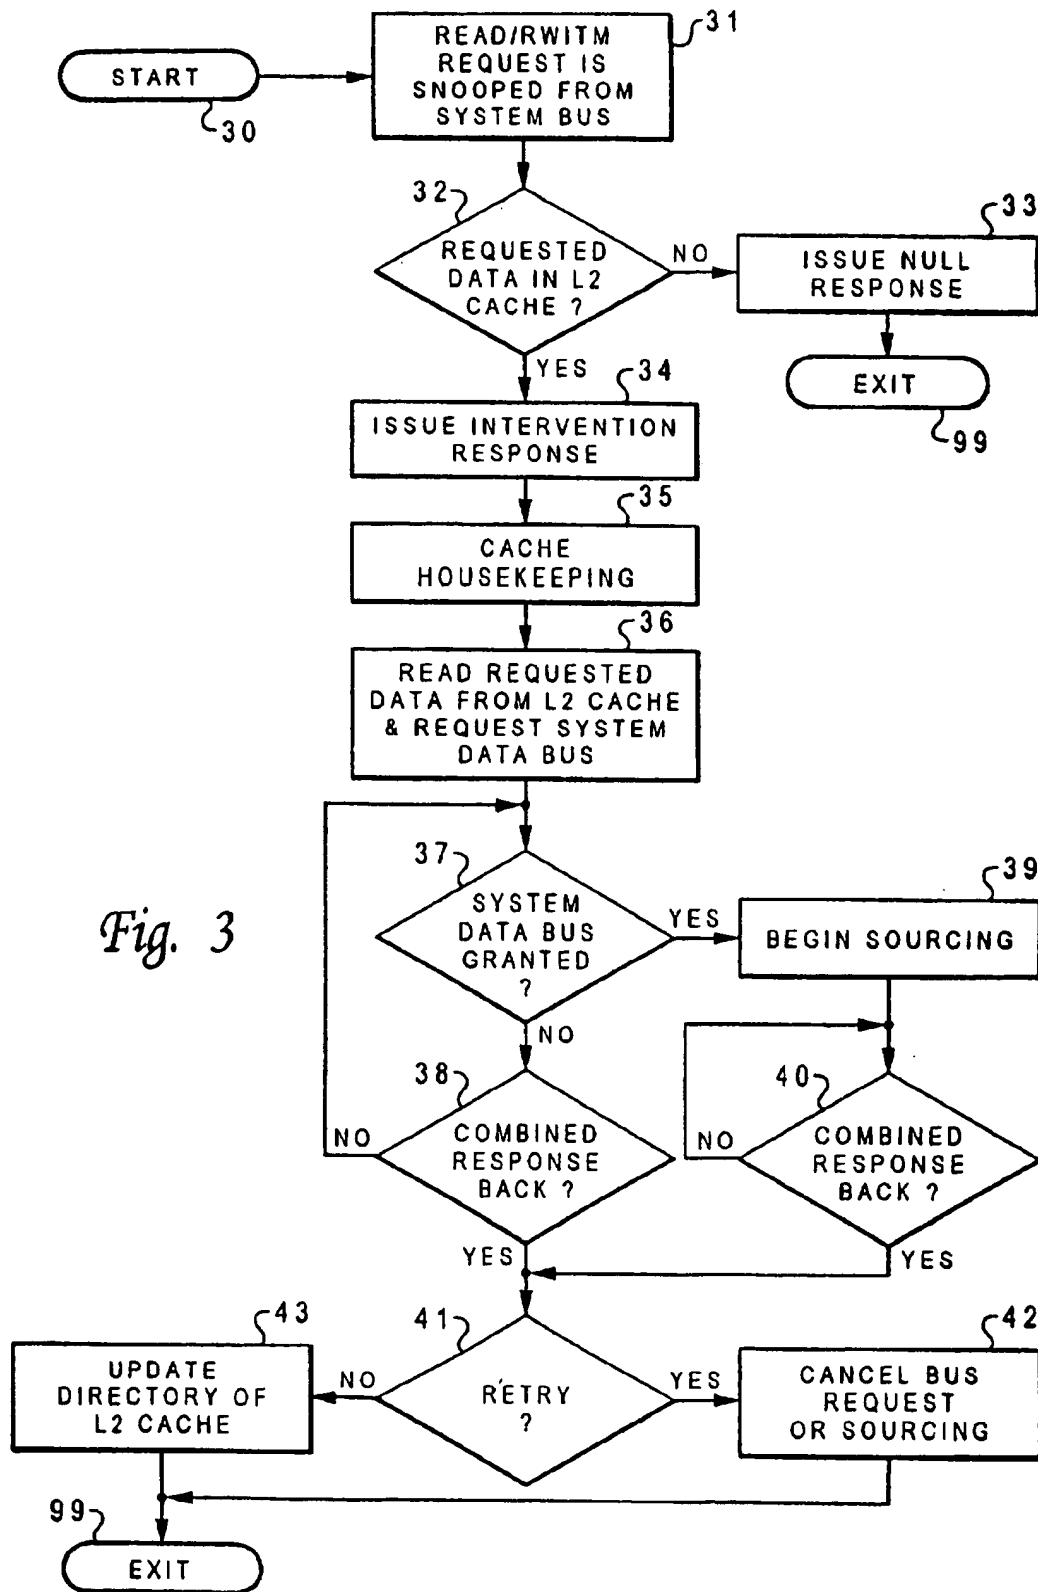 START
30
READ/RWITM
REQUEST IS
SNOOPED FROM
SYSTEM BUS
31
32
REQUESTED
DATA IN L2
CACHE ?
NO
33
ISSUE NULL
RESPONSE
EXIT
99
YES
34
ISSUE INTERVENTION
RESPONSE
35
CACHE
HOUSEKEEPING
36
READ REQUESTED
DATA FROM L2 CACHE
& REQUEST SYSTEM
DATA BUS
Fig. 3
37
SYSTEM
DATA BUS
GRANTED
?
YES
39
BEGIN SOURCING
NO
38
COMBINED
RESPONSE
BACK ?
NO
YES
40
COMBINED
RESPONSE
BACK ?
NO
YES
41
RETRY
?
NO
YES
43
UPDATE
DIRECTORY OF
L2 CACHE
42
CANCEL BUS
REQUEST
OR SOURCING
99
EXIT